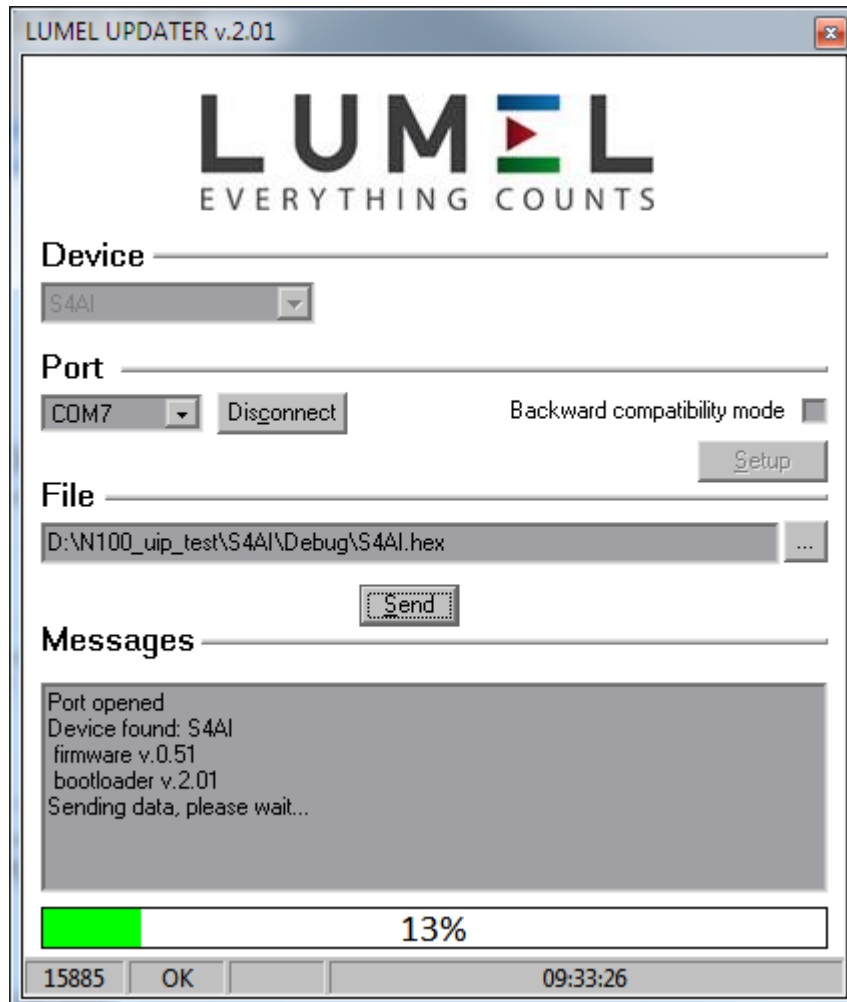 LUMEL UPDATER v.2.01
LUMEL
EVERYTHING COUNTS
Device
S4AI
Port
COM7 Disconnect Backward compatibility mode
Setup
File
D:\N100_uip_test\S4AI\Debug\S4AI.hex ...
Send
Messages
Port opened
Device found: S4AI
firmware v.0.51
bootloader v.2.01
Sending data, please wait...
13%
15885 OK 09:33:26